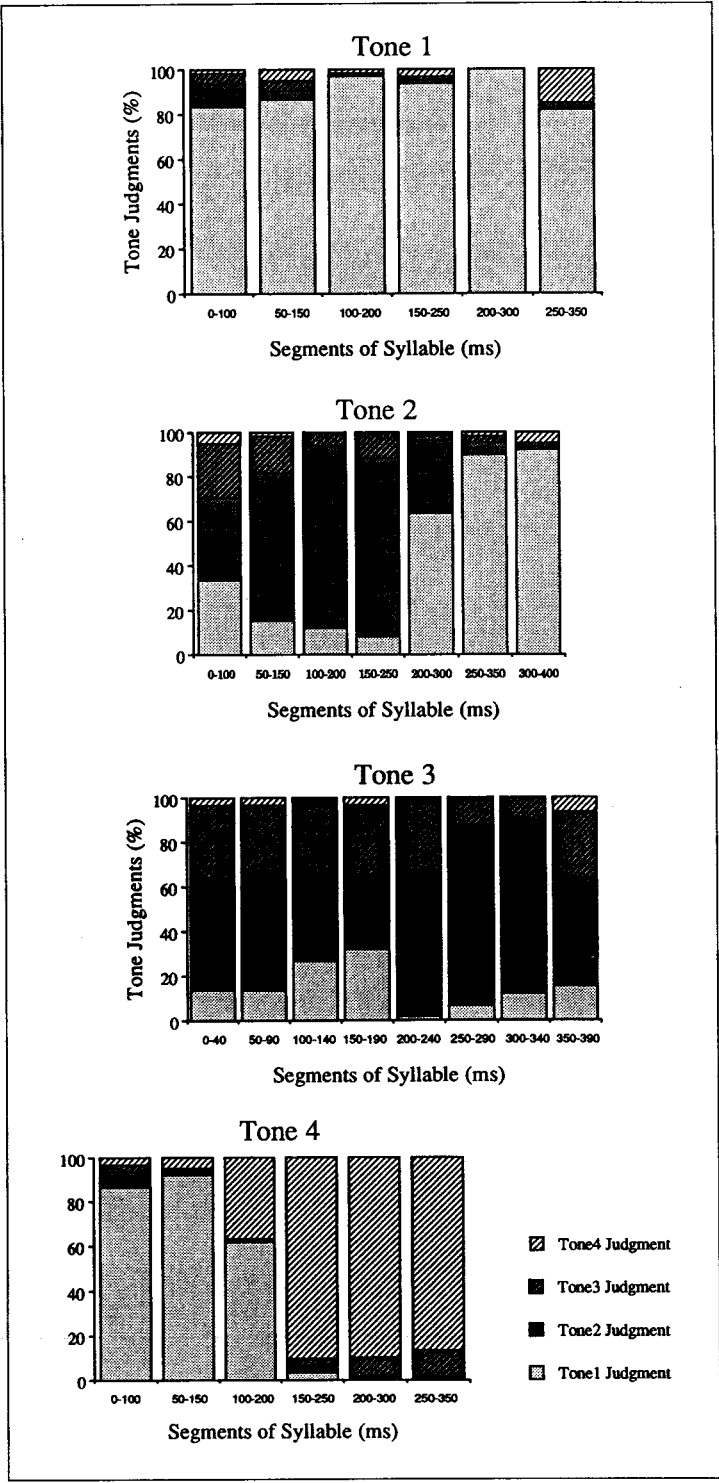 Tone 1
Tone Judgments (%)
100
80
60
40
20
0
0-100 50-150 100-200 150-250 200-300 250-350
Segments of Syllable (ms)
Tone 2
100
80
60
40
20
0
0-100 50-150 100-200 150-250 200-300 250-350 300-400
Segments of Syllable (ms)
Tone 3
Tone Judgments (%)
100
80
60
40
20
0
0-40 50-90 100-140 150-190 200-240 250-290 300-340 350-390
Segments of Syllable (ms)
Tone 4
100
80
60
40
20
0
0-100 50-150 100-200 150-250 200-300 250-350
Segments of Syllable (ms)
Tone4 Judgment
Tone3 Judgment
Tone2 Judgment
Tone1 Judgment